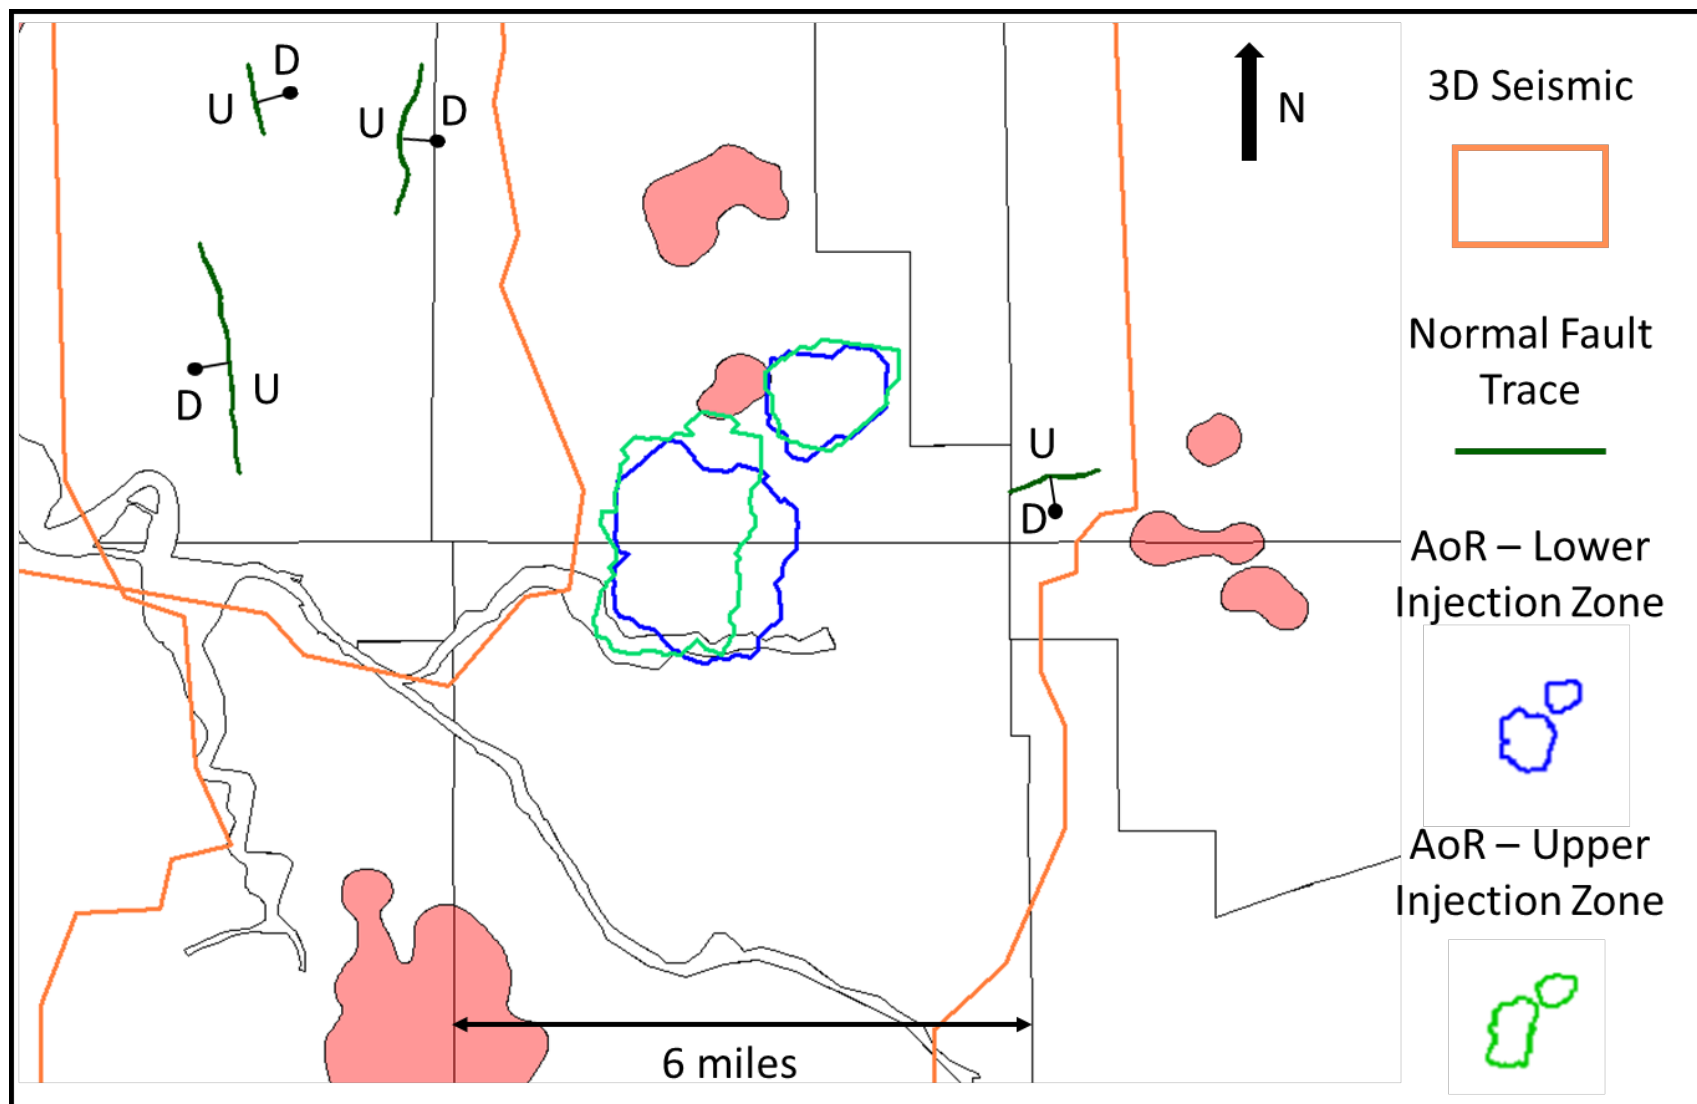 D
U
U
D
N
D
U
U
D
6 miles
3D Seismic
Normal Fault
Trace
AoR – Lower
Injection Zone
AoR – Upper
Injection Zone